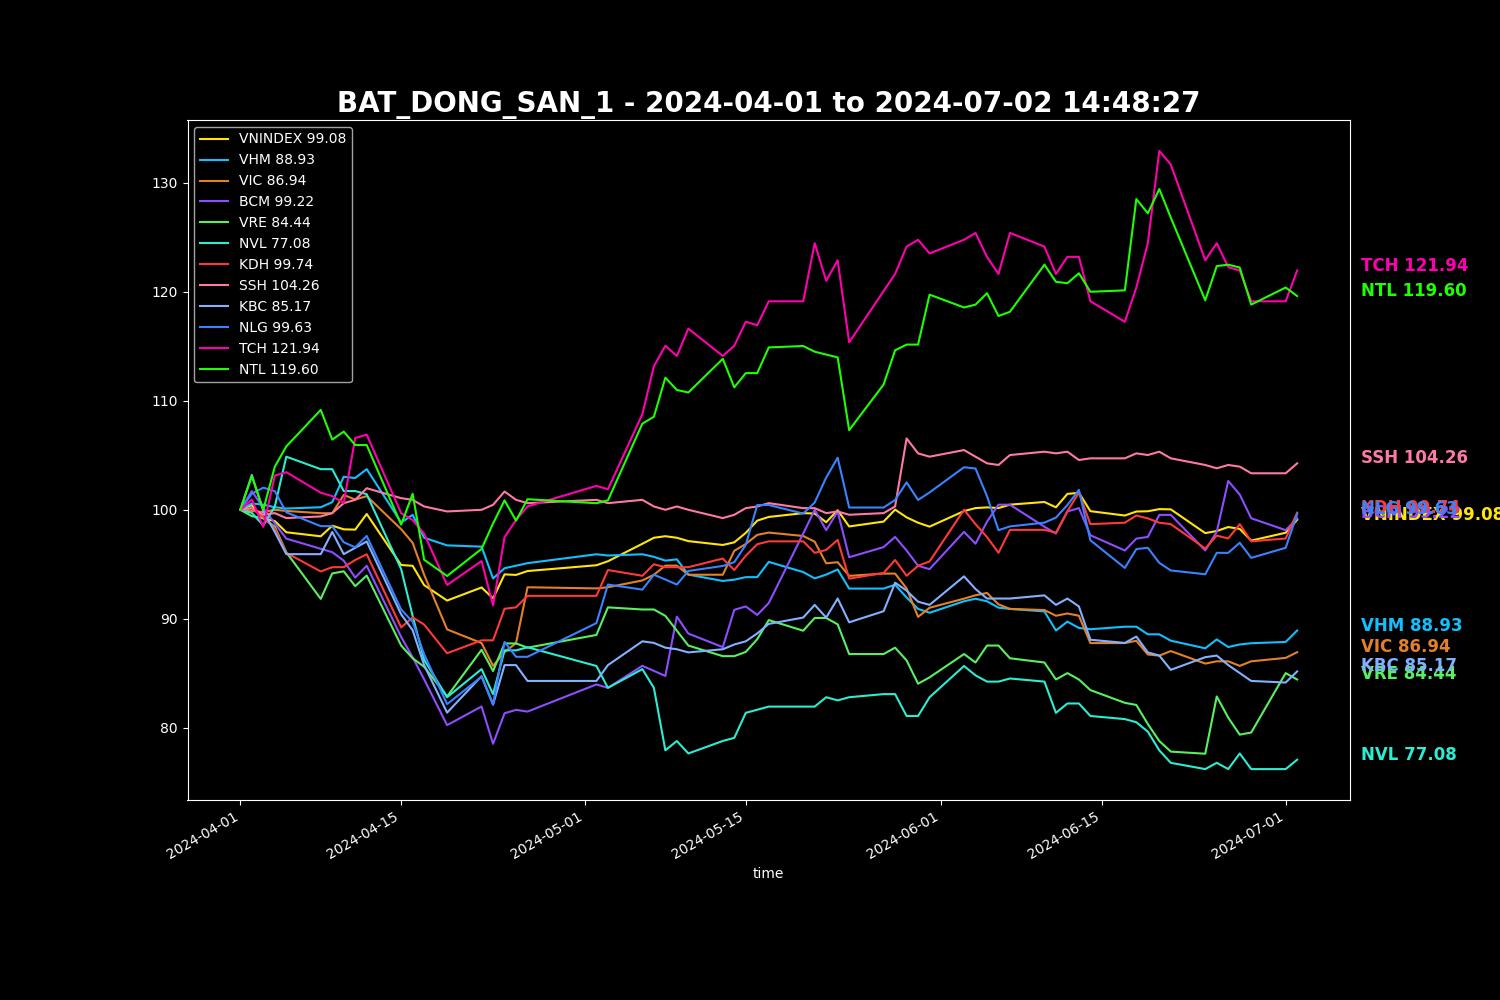 BAT_DONG_SAN_1 - 2024-04-01 to 2024-07-02 14:48:27
VNINDEX 99.08
VHM 88.93
VIC 86.94
BCM 99.22
VRE 84.44
NVL 77.08
KDH 99.74
SSH 104.26
KBC 85.17
NLG 99.63
TCH 121.94
NTL 119.60
130
120
110
100
90
80
TCH 121.94
NTL 119.60
SSH 104.26
VNINDEX 99.08
VHM 88.93
VIC 86.94
KBC 85.17
VRE 84.44
NVL 77.08
2024-04-01
2024-04-15
2024-05-01
2024-05-15
2024-06-01
2024-06-15
2024-07-01
time